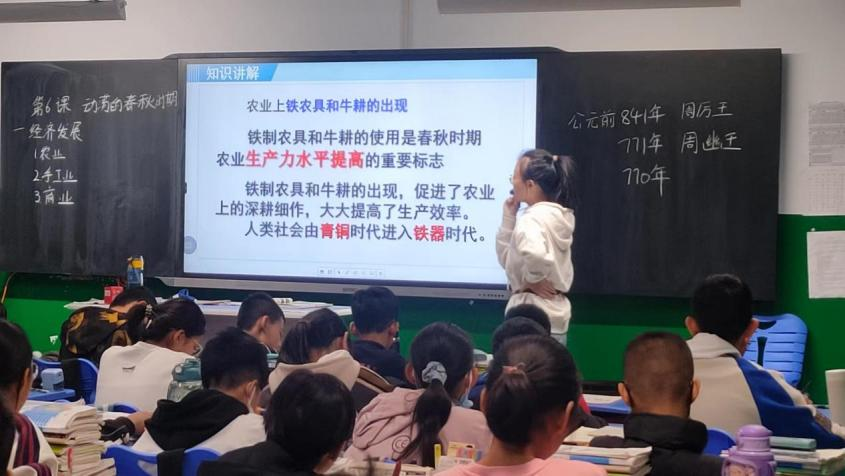 第6课 动荡的春秋时期
一 经济发展
1农业
2手工业
3商业
知识讲解
农业上铁农具和牛耕的出现
铁制农具和牛耕的使用是春秋时期
农业生产力水平提高的重要标志
铁制农具和牛耕的出现，促进了农业
上的深耕细作，大大提高了生产效率。
人类社会由青铜时代进入铁器时代。
公元前841年 周厉王
771年 周幽王
770年